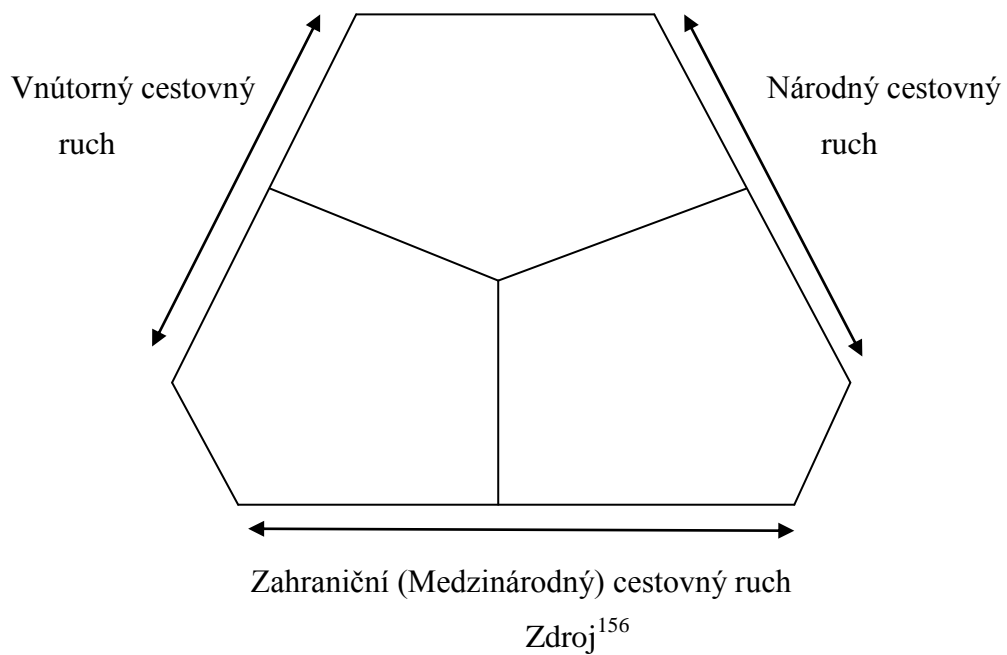 Vnútorný cestovný
ruch
Národný cestovný
ruch
Zahraniční (Medzinárodný) cestovný ruch
Zdroj156